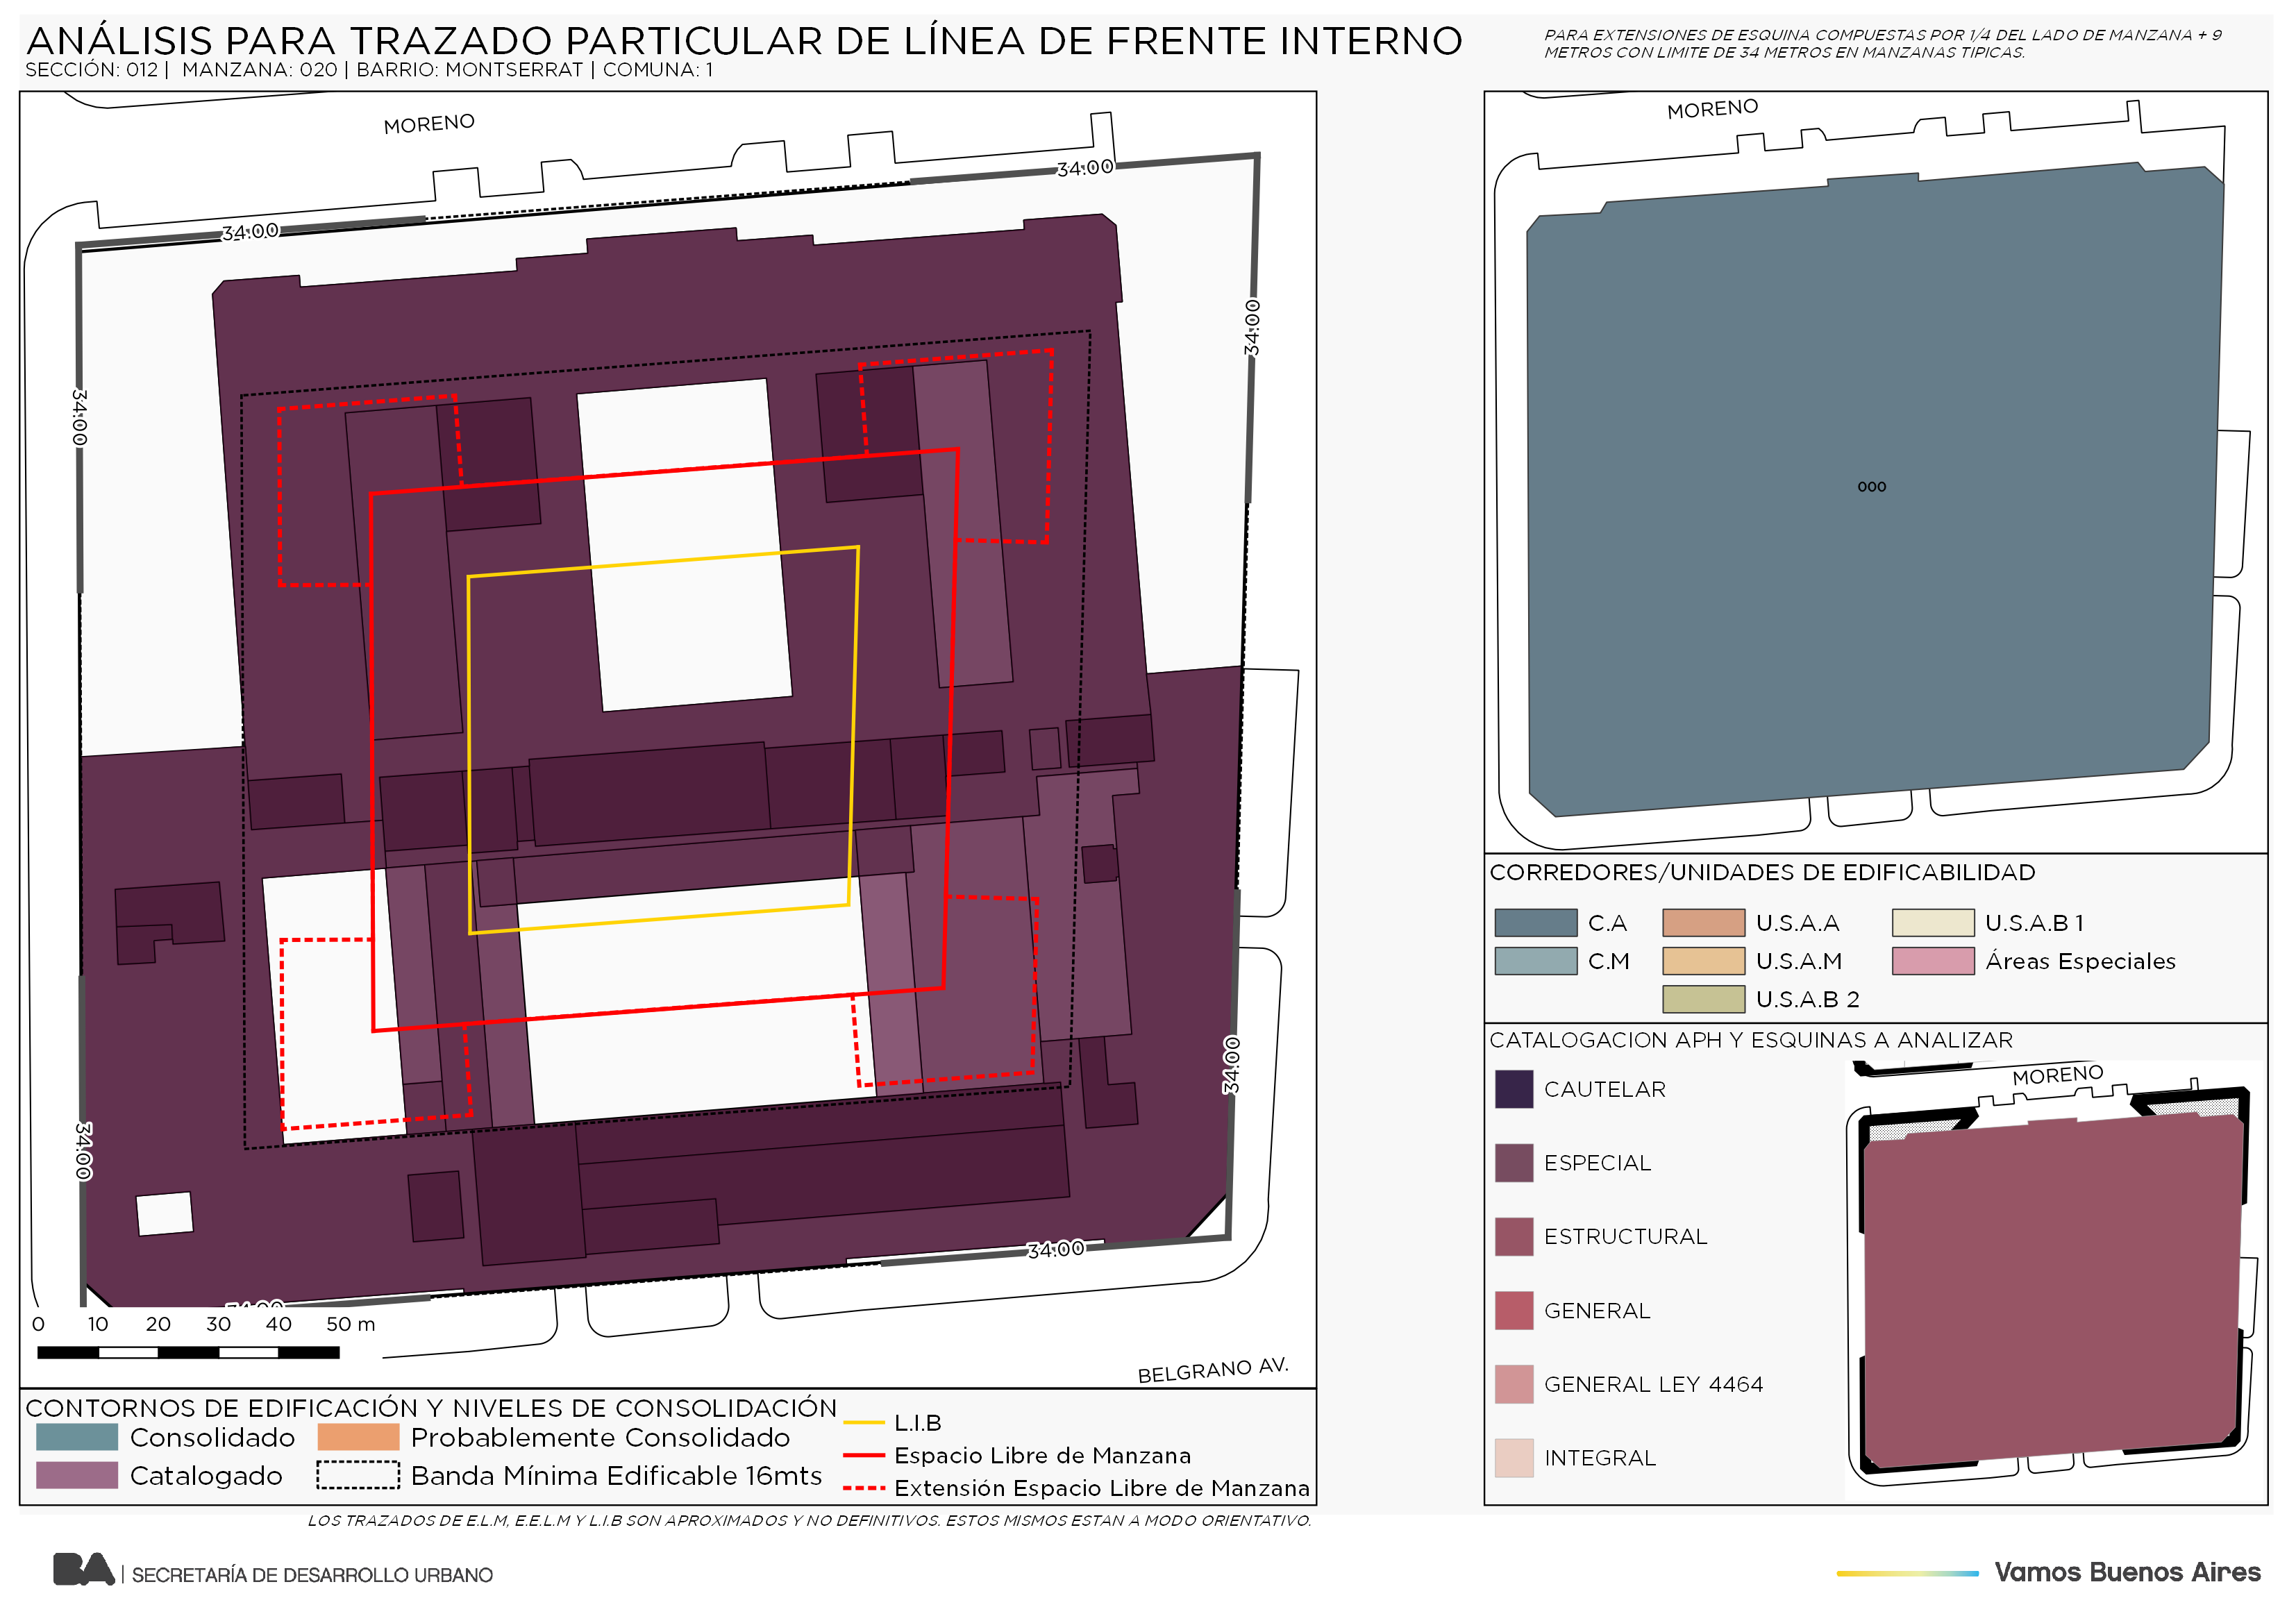 ANÁLISIS PARA TRAZADO PARTICULAR DE LÍNEA DE FRENTE INTERNO
SECCIÓN: 012 | MANZANA: 020 | BARRIO: MONTSERRAT | COMUNA: 1
PARA EXTENSIONES DE ESQUINA COMPUESTAS POR 1/4 DEL LADO DE MANZANA + 9
METROS CON LIMITE DE 34 METROS EN MANZANAS TIPICAS.
MORENO
34.00
34.00
34.00
34.00
34.00
34.00
34.00
34.00
0 10 20 30 40 50 m
BELGRANO AV.
CONTORNOS DE EDIFICACIÓN Y NIVELES DE CONSOLIDACIÓN
Consolidado
Probablemente Consolidado
Catalogado
Banda Mínima Edificable 16mts
L.I.B
Espacio Libre de Manzana
Extensión Espacio Libre de Manzana
MORENO
000
CORREDORES/UNIDADES DE EDIFICABILIDAD
C.A
U.S.A.A
U.S.A.B 1
C.M
U.S.A.M
Áreas Especiales
U.S.A.B 2
CATALOGACION APH Y ESQUINAS A ANALIZAR
CAUTELAR
ESPECIAL
ESTRUCTURAL
GENERAL
GENERAL LEY 4464
INTEGRAL
MORENO
LOS TRAZADOS DE E.L.M, E.E.L.M Y L.I.B SON APROXIMADOS Y NO DEFINITIVOS. ESTOS MISMOS ESTAN A MODO ORIENTATIVO.
BA | SECRETARÍA DE DESARROLLO URBANO
Vamos Buenos Aires